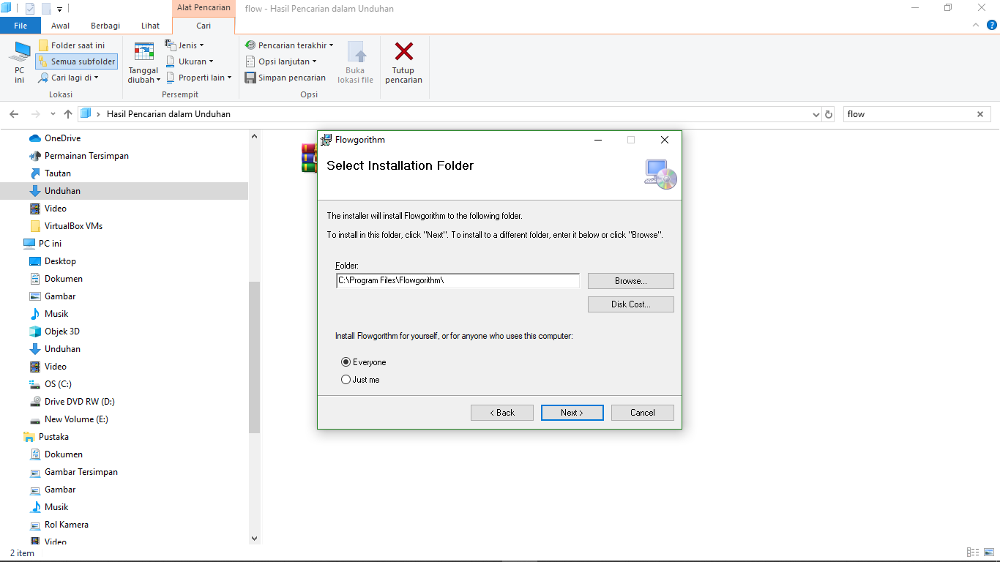 Alat Pencarian
flow - Hasil Pencarian dalam Unduhan
File
Awal
Berbagi
Lihat
Cari
PC ini
Folder saat ini
Semua subfolder
Cari lagi di
Lokasi
Tanggal diubah
Jenis
Ukuran
Properti lain
Persempit
Pencarian terakhir
Opsi lanjutan
Simpan pencarian
Buka lokasi file
Opsi
Tutup pencarian
Hasil Pencarian dalam Unduhan
flow
OneDrive
Permainan Tersimpan
Tautan
Unduhan
Video
VirtualBox VMs
PC ini
Desktop
Dokumen
Gambar
Musik
Objek 3D
Unduhan
Video
OS (C:)
Drive DVD RW (D:)
New Volume (E:)
Pustaka
Dokumen
Gambar Tersimpan
Gambar
Musik
Rol Kamera
Video
2 item
Flowgorithm
Select Installation Folder
The installer will install Flowgorithm to the following folder.
To install in this folder, click "Next". To install to a different folder, enter it below or click "Browse".
Folder:
C:\Program Files\Flowgorithm\
Browse...
Disk Cost...
Install Flowgorithm for yourself, or for anyone who uses this computer:
Everyone
Just me
< Back
Next >
Cancel